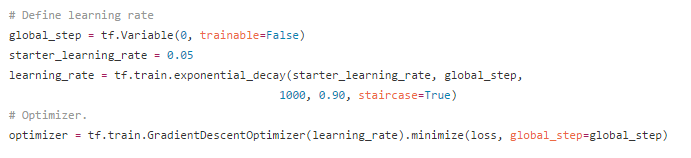 # Define learning rate
global_step = tf.Variable(0, trainable=False)
starter_learning_rate = 0.05
learning_rate = tf.train.exponential_decay(starter_learning_rate, global_step,
                                           1000, 0.90, staircase=True)
# Optimizer.
optimizer = tf.train.GradientDescentOptimizer(learning_rate).minimize(loss, global_step=global_step)